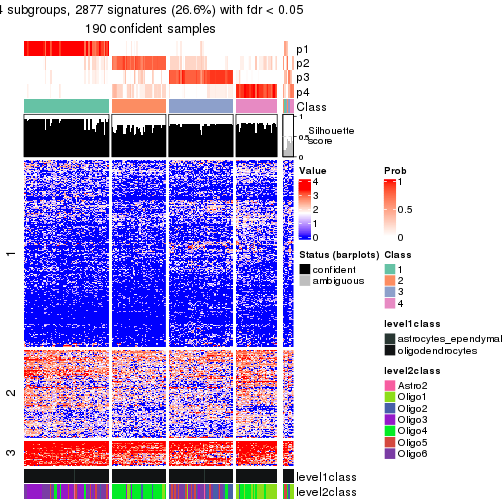 4 subgroups, 2877 signatures (26.6%) with fdr < 0.05
190 confident samples
p1
p2
p3
p4
Class
1
0.5
0
Silhouette
score
1
2
3
level1class
level2class
Value
4
3
2
1
0
Prob
1
0.5
0
Status (barplots)
confident
ambiguous
Class
1
2
3
4
level1class
astrocytes_ependymal
oligodendrocytes
level2class
Astro2
Oligo1
Oligo2
Oligo3
Oligo4
Oligo5
Oligo6